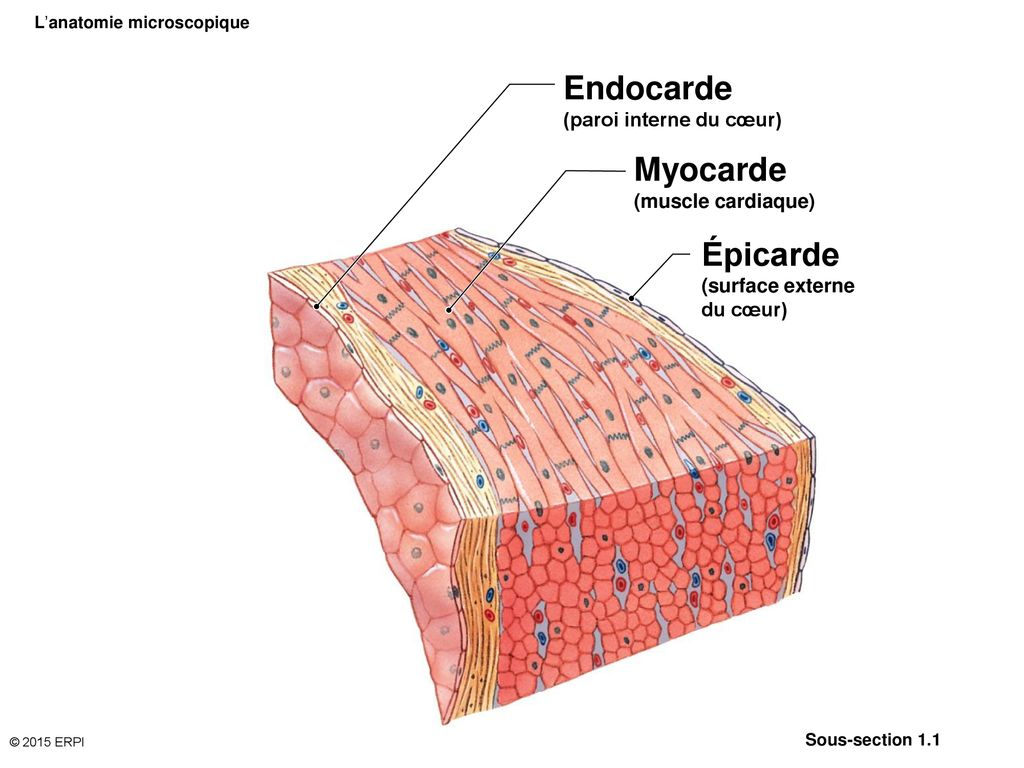 L’anatomie microscopique
Endocarde
(paroi interne du cœur)
Myocarde
(muscle cardiaque)
Épicarde
(surface externe
du cœur)
© 2015 ERPI
Sous-section 1.1